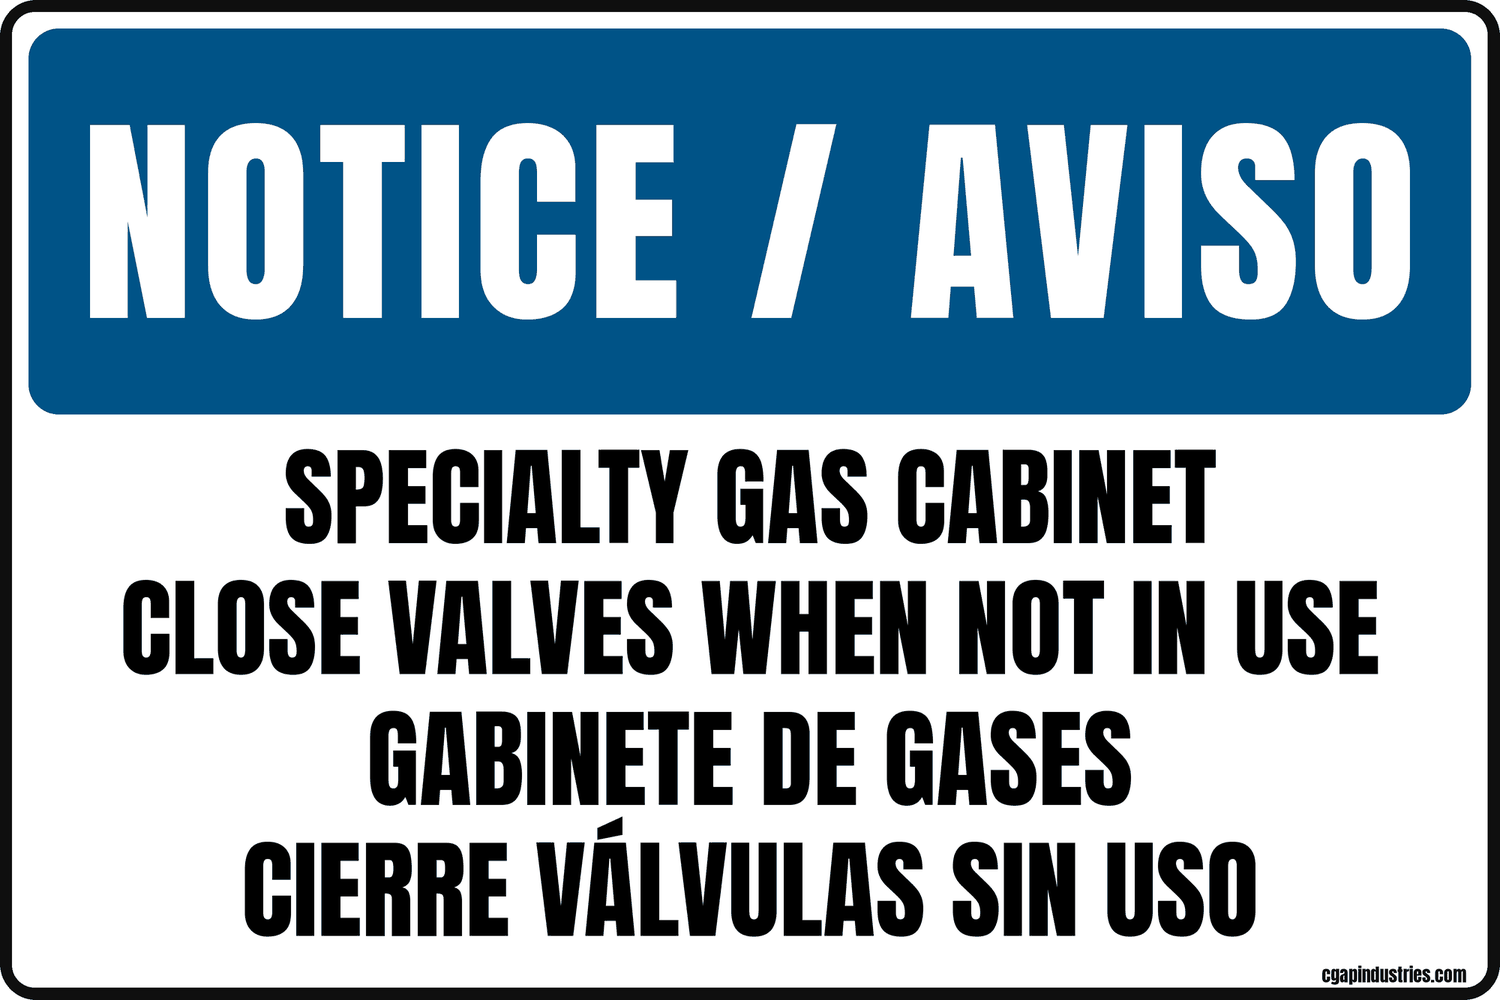 NOTICE / AVISO
SPECIALTY GAS CABINET
CLOSE VALVES WHEN NOT IN USE
GABINETE DE GASES
CIERRE VÁLVULAS SIN USO
cgapindustries.com